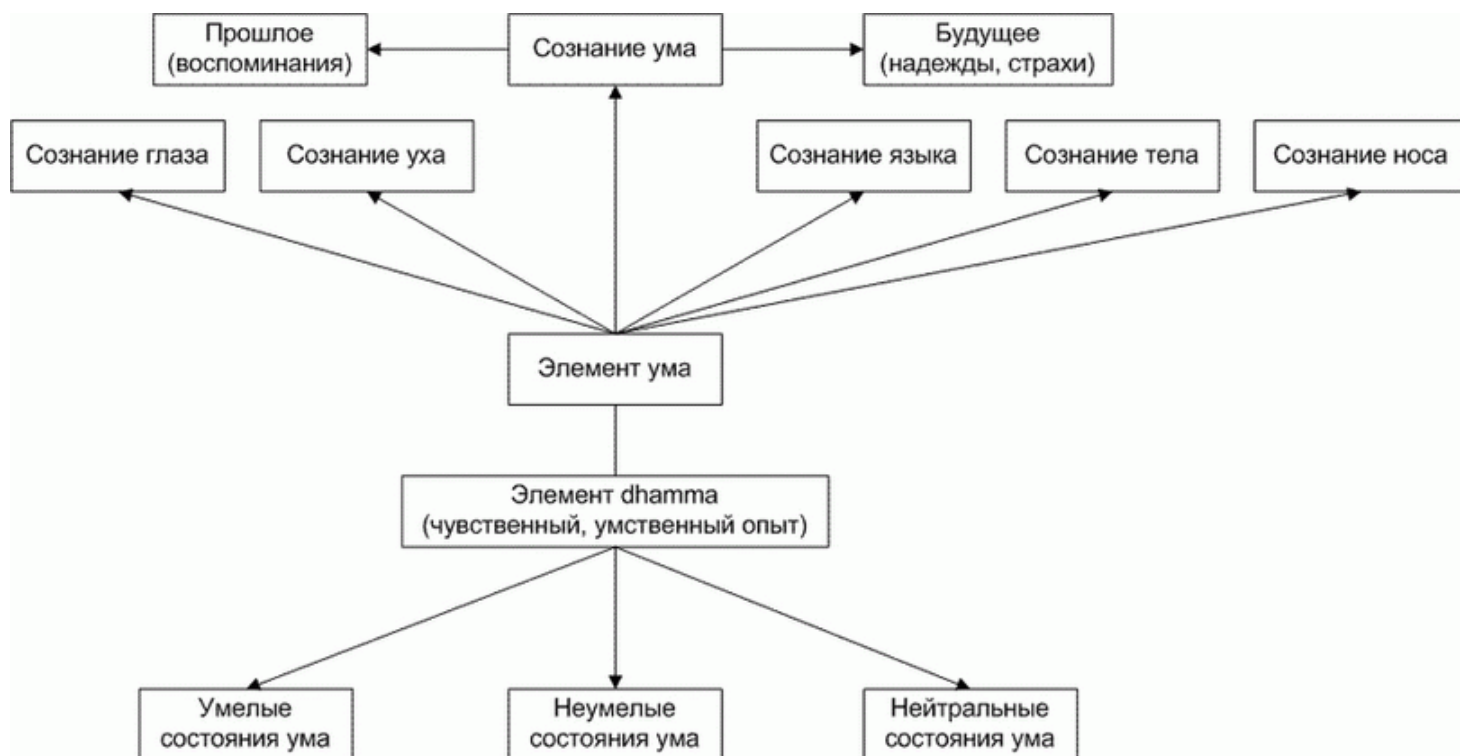 Прошлое
(воспоминания)
Сознание ума
Будущее
(надежды, страхи)
Сознание глаза
Сознание уха
Сознание языка
Сознание тела
Сознание носа
Элемент ума
Элемент dhamma
(чувственный, умственный опыт)
Умелые
состояния ума
Неумелые
состояния ума
Нейтральные
состояния ума